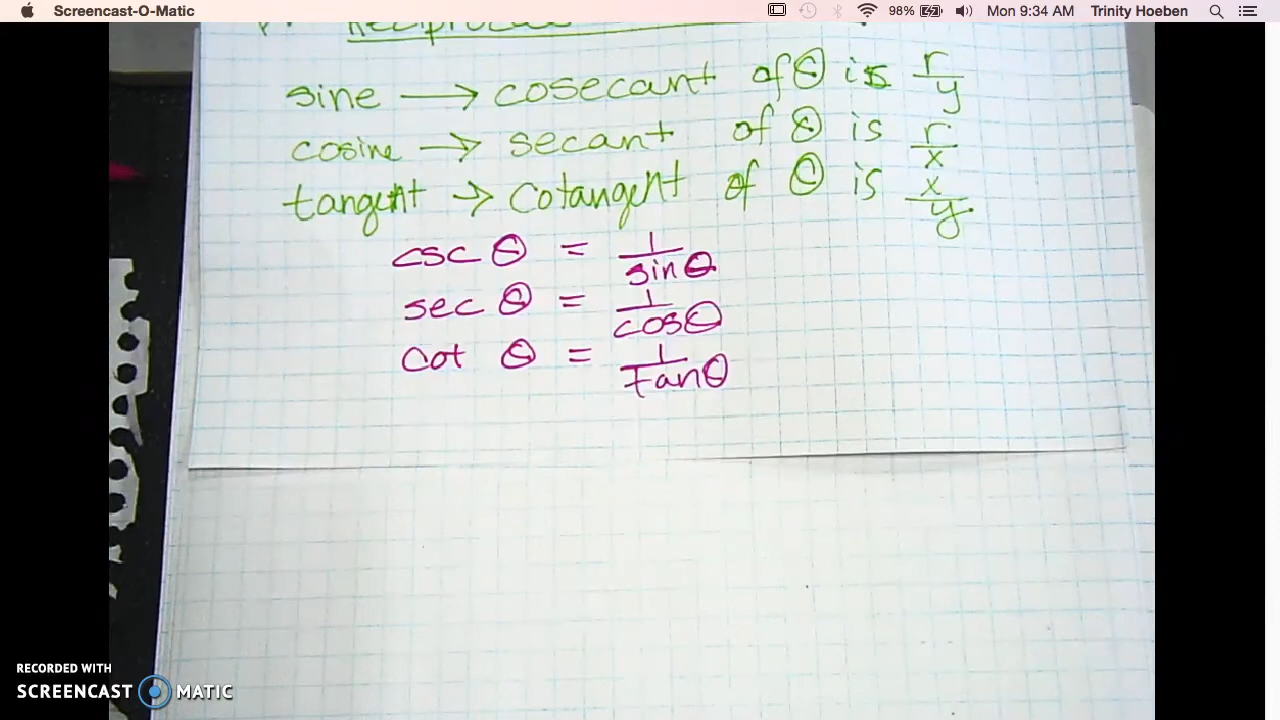 Screencast-O-Matic 98% Mon 9:34 AM Trinity Hoeben
sine → cosecant of θ is r/y
cosine → secant of θ is r/x
tangent → cotangent of θ is x/y
csc θ = 1/sinθ
sec θ = 1/cosθ
cot θ = 1/Tanθ
RECORDED WITH
SCREENCAST MATIC